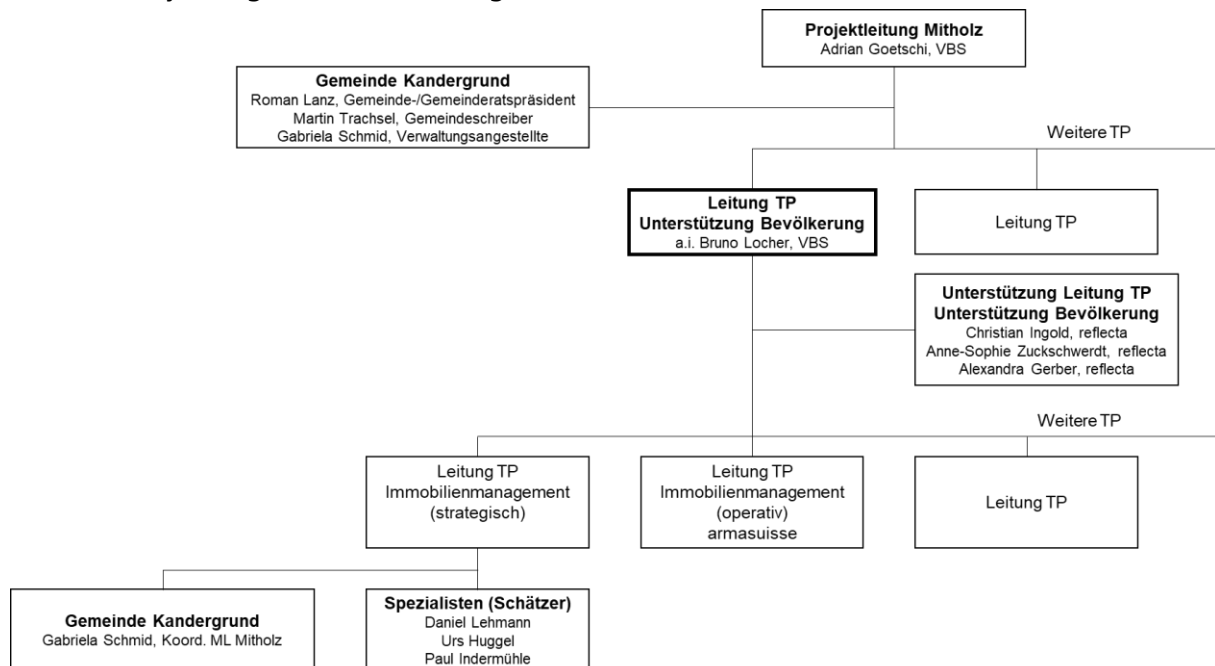 Projektleitung Mitholz
Adrian Goetschi, VBS
Gemeinde Kandergrund
Roman Lanz, Gemeinde-/Gemeinderatspräsident
Martin Trachsel, Gemeindeschreiber
Gabriela Schmid, Verwaltungsangestellte
Weitere TP
Leitung TP
Unterstützung Bevölkerung
a.i. Bruno Locher, VBS
Leitung TP
Unterstützung Leitung TP
Unterstützung Bevölkerung
Christian Ingold, reflecta
Anne-Sophie Zuckschwerdt, reflecta
Alexandra Gerber, reflecta
Weitere TP
Leitung TP
Immobilienmanagement
(strategisch)
Leitung TP
Immobilienmanagement
(operativ)
armasuisse
Leitung TP
Gemeinde Kandergrund
Gabriela Schmid, Koord. ML Mitholz
Spezialisten (Schätzer)
Daniel Lehmann
Urs Huggel
Paul Indermühle